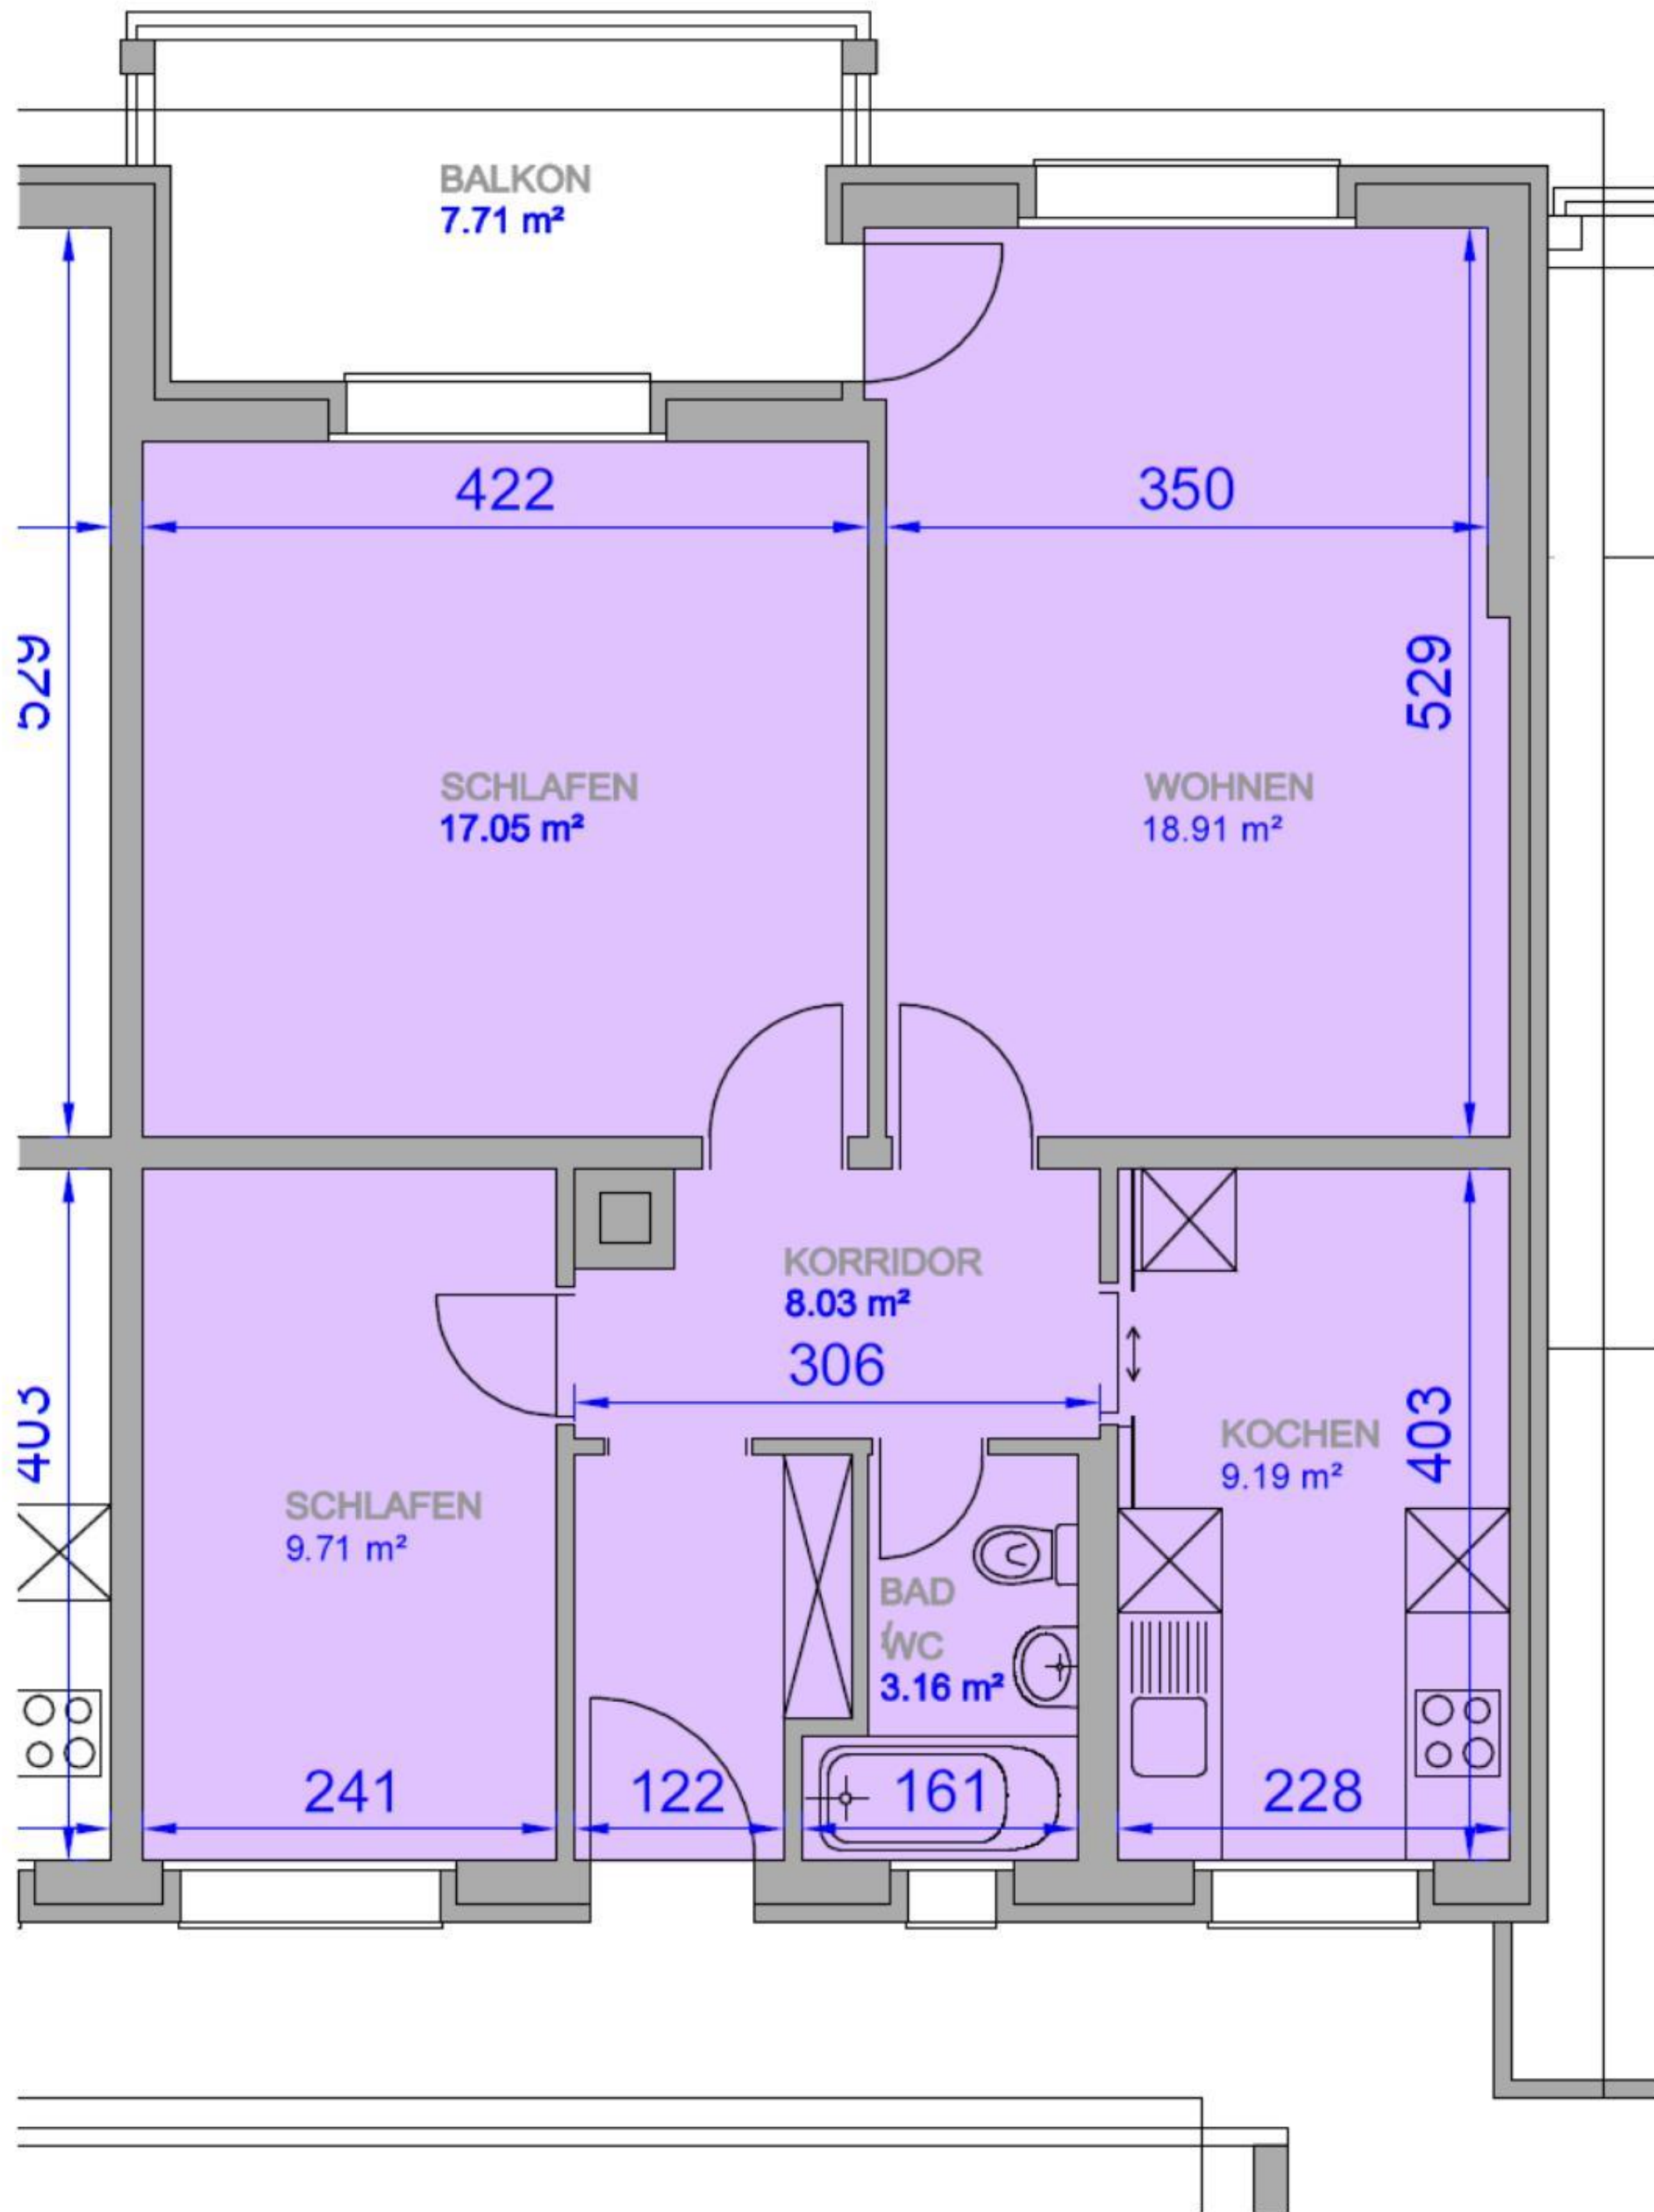 BALKON
7.71 m²
422
350
529
529
SCHLAFEN
17.05 m²
WOHNEN
18.91 m²
KORRIDOR
8.03 m²
306
403
403
KOCHEN
9.19 m²
SCHLAFEN
9.71 m²
BAD
/WC
3.16 m²
241
122
161
228